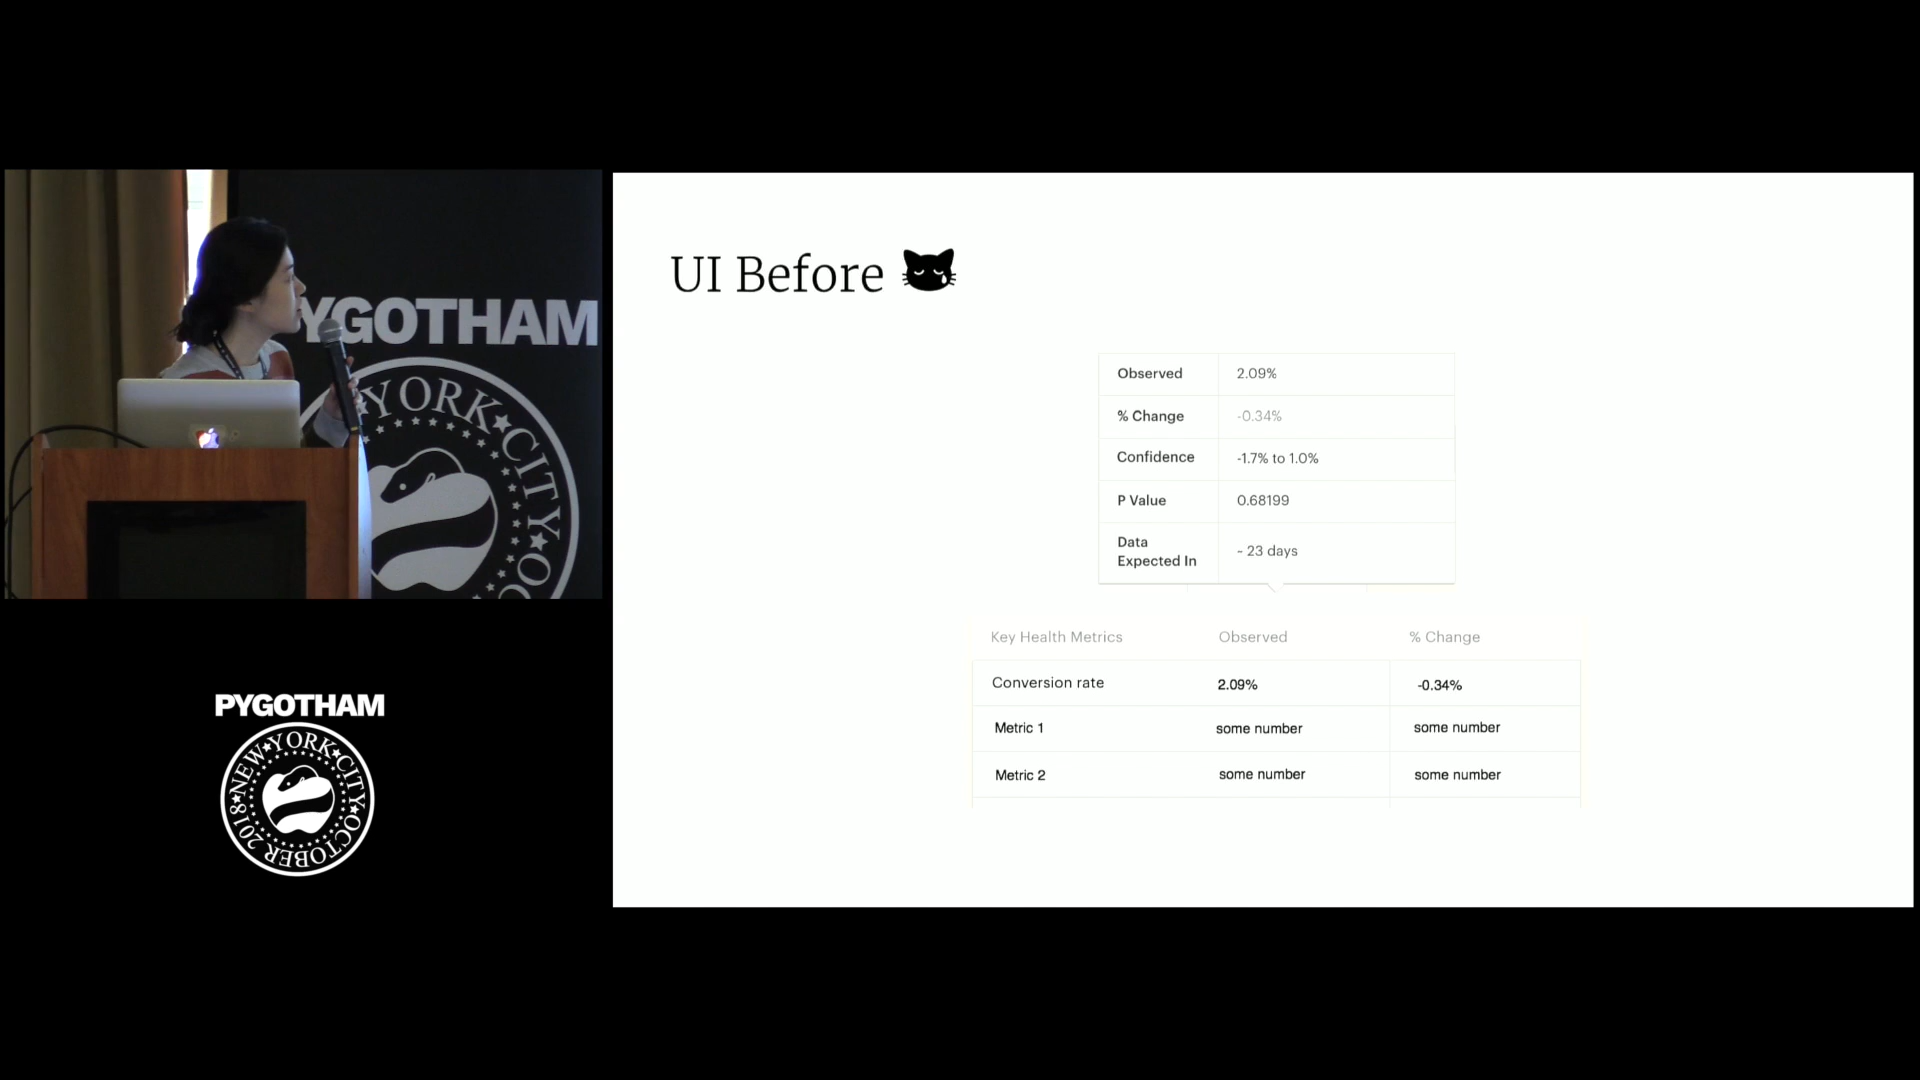 PYGOTHAM
YORK CITY OC
PYGOTHAM
NEW YORK CITY OCTOBER 2018
UI Before
Observed 2.09%
% Change -0.34%
Confidence -1.7% to 1.0%
P Value 0.68199
Data
Expected In ~ 23 days
Key Health Metrics Observed % Change
Conversion rate 2.09% -0.34%
Metric 1 some number some number
Metric 2 some number some number